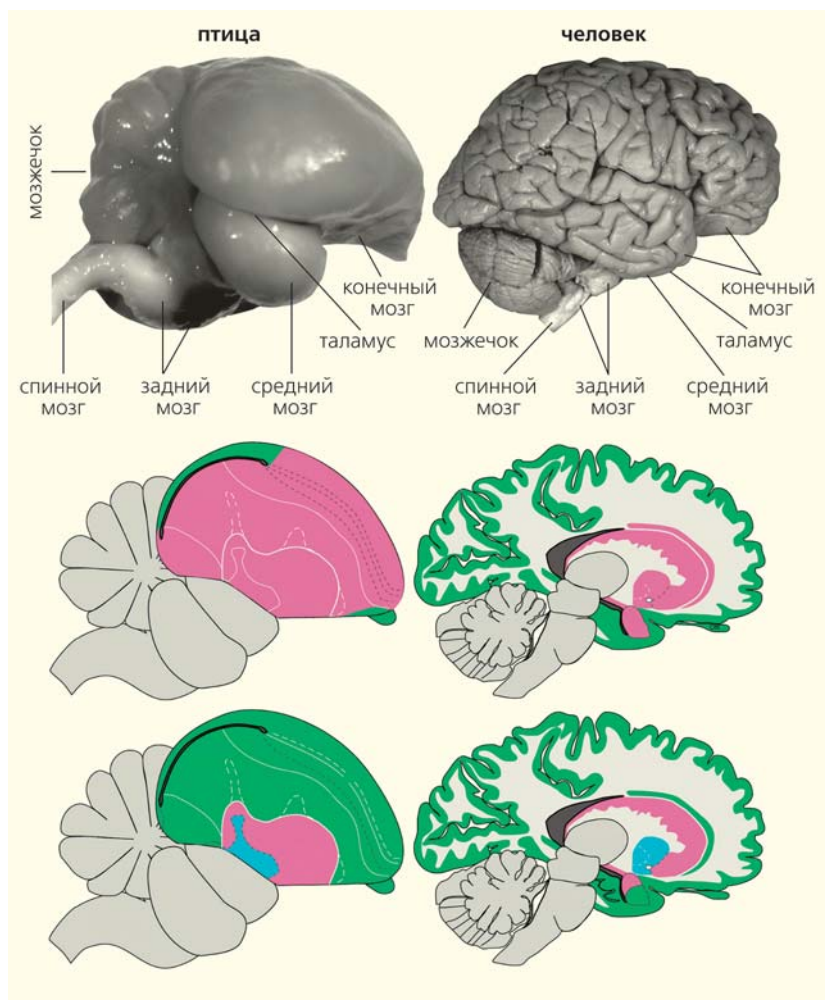 птица
человек
мозжечок
конечный
мозг
таламус
спинной
мозг
задний
мозг
средний
мозг
конечный
мозг
таламус
мозжечок
спинной
мозг
задний
мозг
средний
мозг